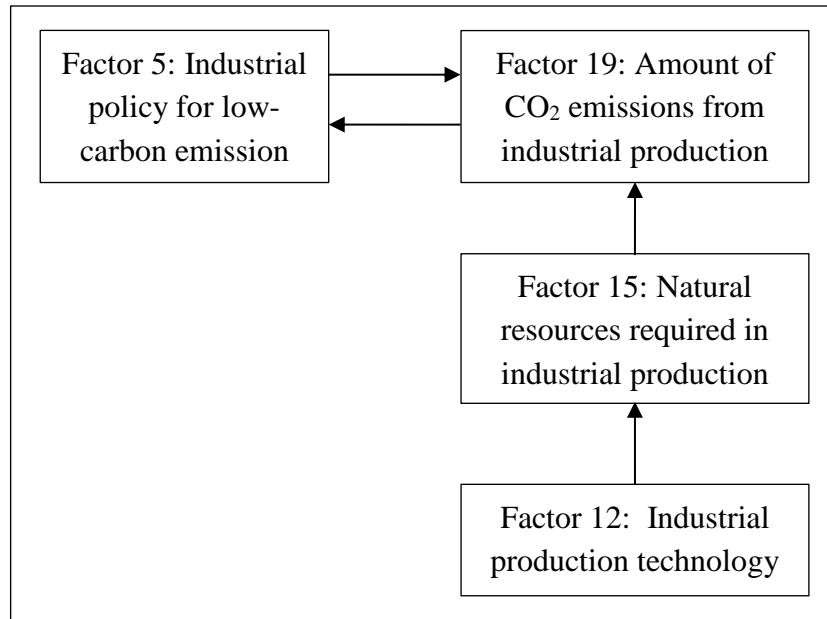 Factor 5: Industrial
policy for low-
carbon emission
Factor 19: Amount of
CO₂ emissions from
industrial production
Factor 15: Natural
resources required in
industrial production
Factor 12:  Industrial
production technology